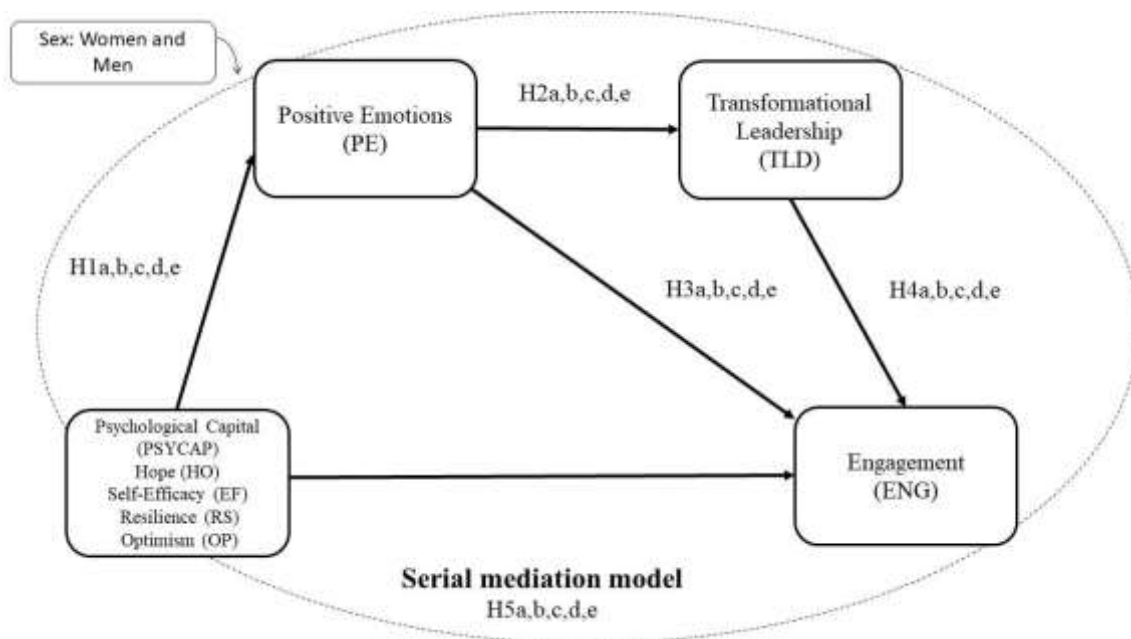 Sex: Women and
Men
Positive Emotions
(PE)
H2a,b,c,d,e
Transformational
Leadership
(TLD)
H1a,b,c,d,e
H3a,b,c,d,e
H4a,b,c,d,e
Psychological Capital
(PSYCAP)
Hope (HO)
Self-Efficacy (EF)
Resilience (RS)
Optimism (OP)
Engagement
(ENG)
Serial mediation model
H5a,b,c,d,e